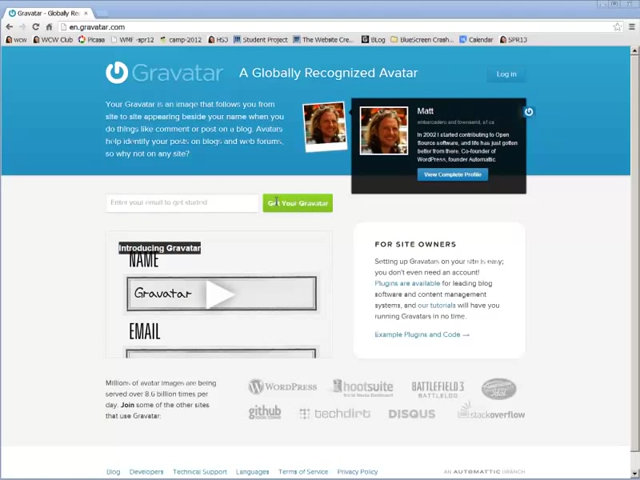 Gravatar - Globally Rec
en.gravatar.com
wcw
WCW Club
Picasa
WMF-spr12
camp-2012
HS3
Student Project
The Website Cre...
BLog
BlueScreen Crash...
Calendar
SPR13
Gravatar
A Globally Recognized Avatar
Log in
Your Gravatar is an image that follows you from
site to site appearing beside your name when you
do things like comment or post on a blog. Avatars
help identify your posts on blogs and web forums,
so why not on any site?
Matt
In 2002 I started contributing to Open
Source software, and life has just gotten
better from there. Co-founder of
WordPress, founder Automattic.
View Complete Profile
Enter your email to get started
Get Your Gravatar
Introducing Gravatar
NAME
Gravatar
EMAIL
FOR SITE OWNERS
Setting up Gravatars on your site is easy;
you don't even need an account!
Plugins are available for leading blog
software and content management
systems, and our tutorials will have you
running Gravatars in no time.
Example Plugins and Code →
Millions of avatar images are being
served over 8.6 billion times per
day. Join some of the other sites
that use Gravatar:
WORDPRESS
hootsuite
Social Media Dashboard
BATTLEFIELD 3
BATTLELOG
github
techdirt
DISQUS
stackoverflow
Blog
Developers
Technical Support
Languages
Terms of Service
Privacy Policy
AN AUTOMATTIC BRANCH